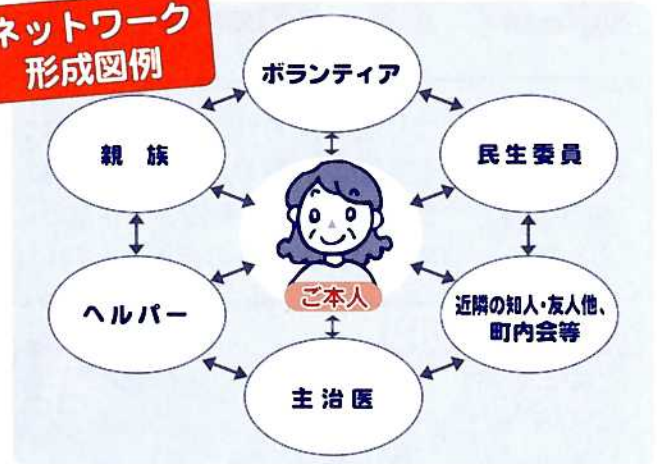 ネットワーク
形成図例
ボランティア
親 族
民生委員
ご本人
ヘルパー
近隣の知人・友人他、
町内会等
主治医